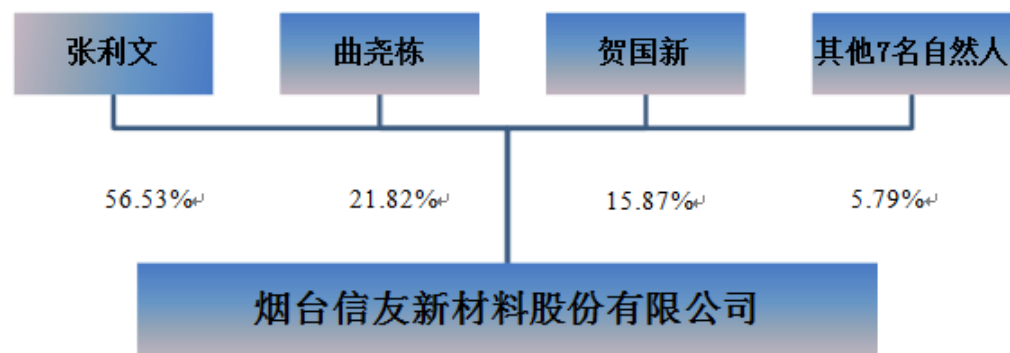 张利文 曲尧栋 贺国新 其他7名自然人
56.53%↵ 21.82%↵ 15.87%↵ 5.79%↵
烟台信友新材料股份有限公司